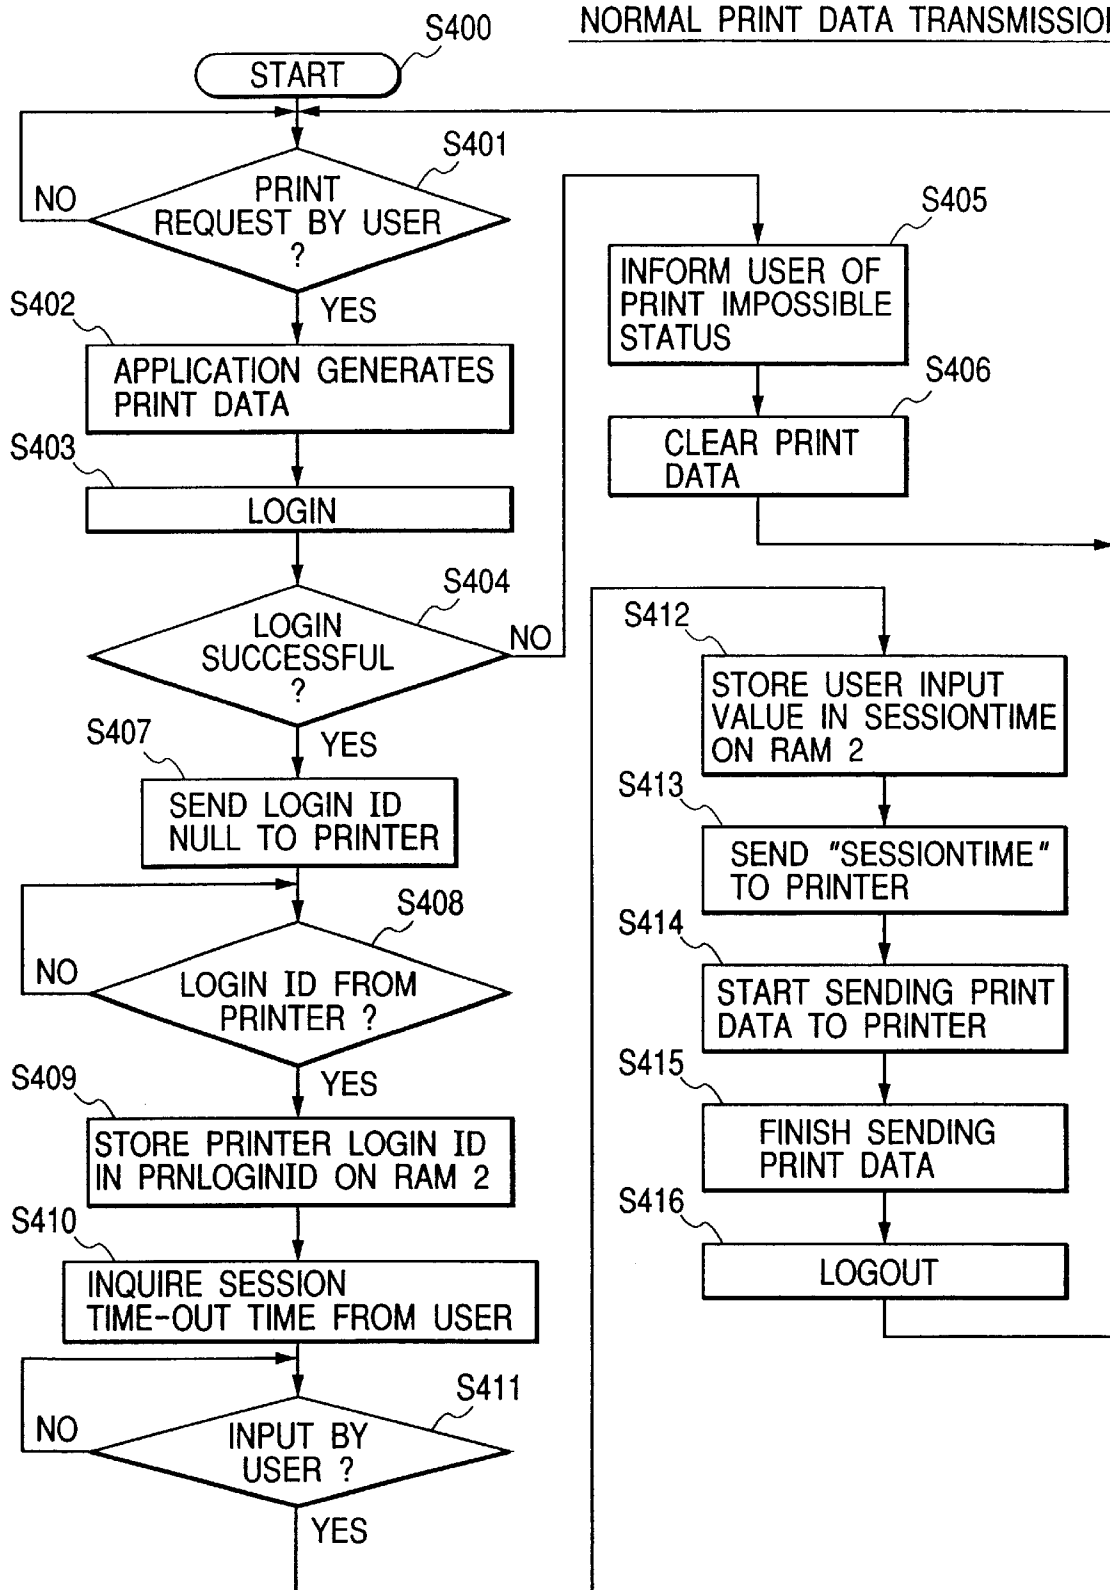 NORMAL PRINT DATA TRANSMISSION
S400
START
S401
PRINT
REQUEST BY USER
?
NO
YES
S402
APPLICATION GENERATES
PRINT DATA
S403
LOGIN
S404
LOGIN
SUCCESSFUL
?
NO
YES
S405
INFORM USER OF
PRINT IMPOSSIBLE
STATUS
S406
CLEAR PRINT
DATA
S407
SEND LOGIN ID
NULL TO PRINTER
S408
LOGIN ID FROM
PRINTER ?
NO
YES
S409
STORE PRINTER LOGIN ID
IN PRNLOGINID ON RAM 2
S410
INQUIRE SESSION
TIME-OUT TIME FROM USER
S411
INPUT BY
USER ?
NO
YES
S412
STORE USER INPUT
VALUE IN SESSIONTIME
ON RAM 2
S413
SEND "SESSIONTIME"
TO PRINTER
S414
START SENDING PRINT
DATA TO PRINTER
S415
FINISH SENDING
PRINT DATA
S416
LOGOUT